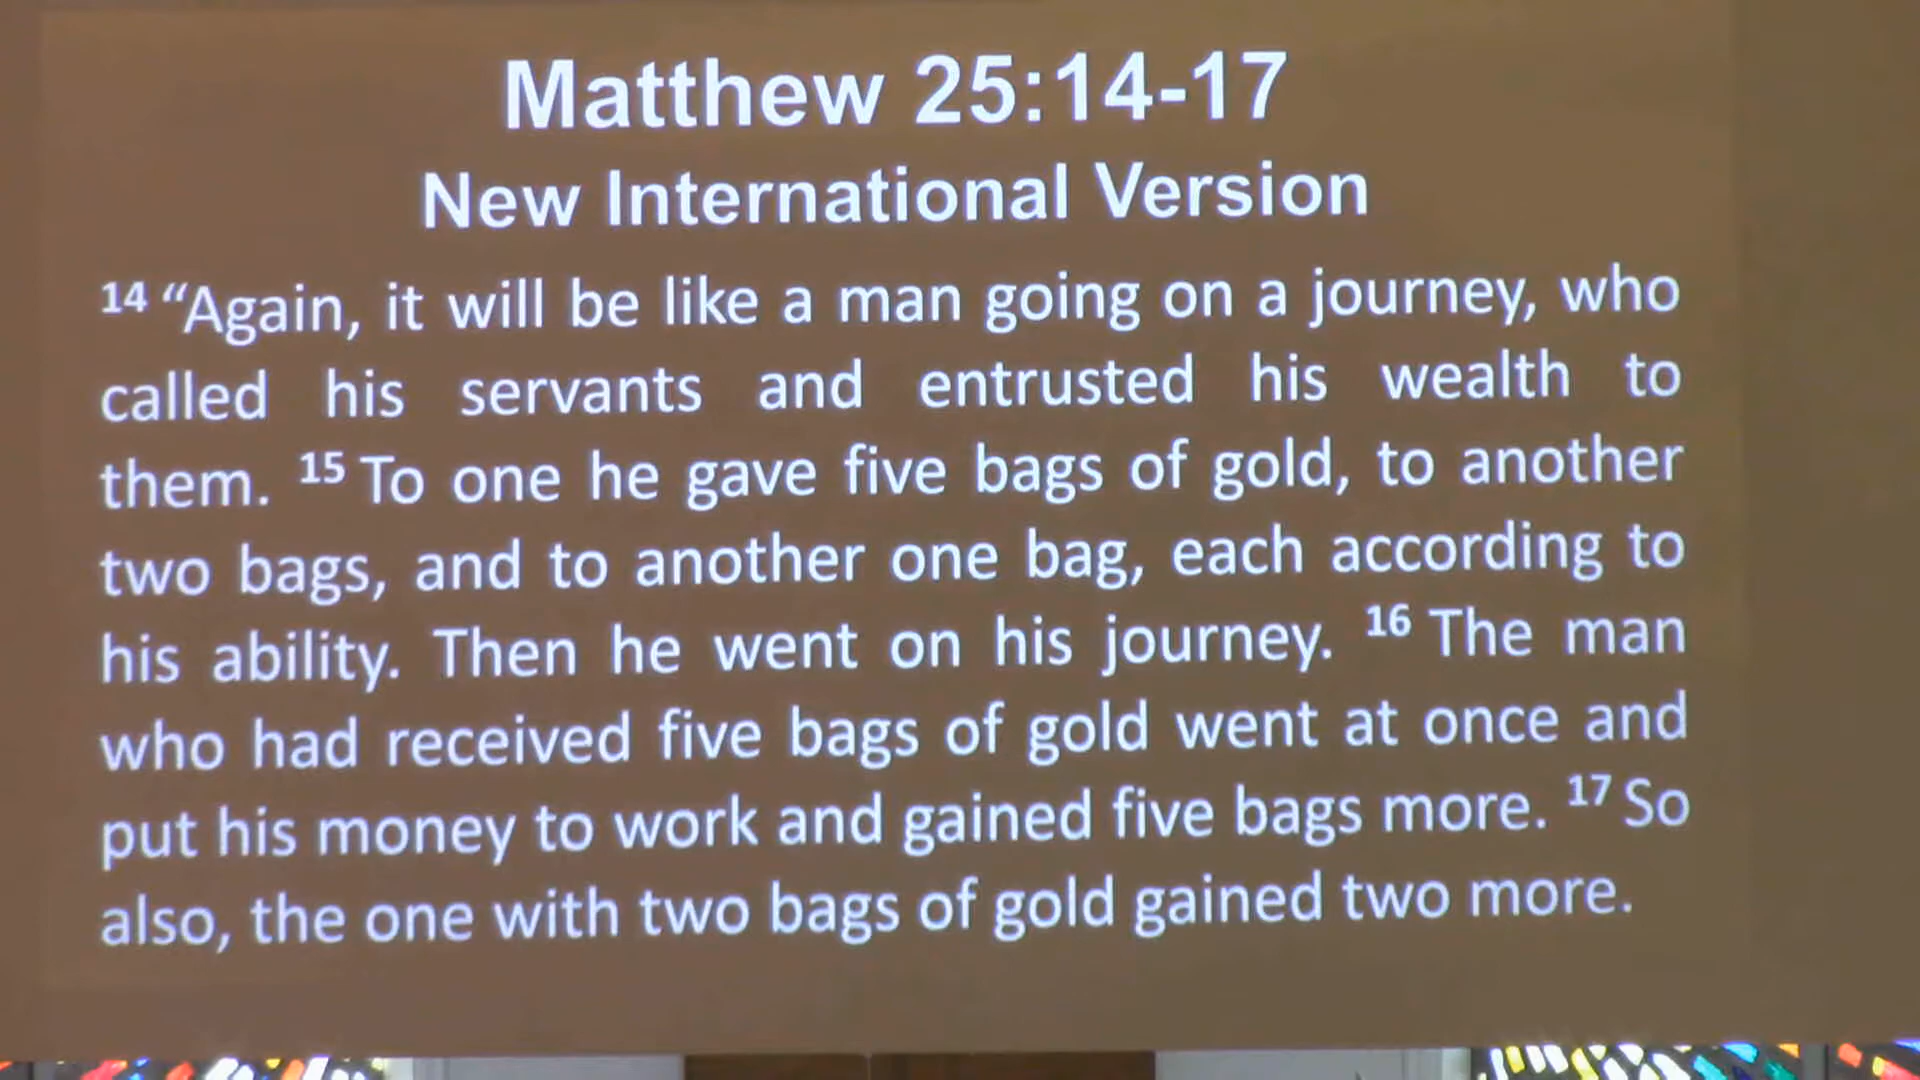 Matthew 25:14-17
New International Version
14 “Again, it will be like a man going on a journey, who
called his servants and entrusted his wealth to
them. 15 To one he gave five bags of gold, to another
two bags, and to another one bag, each according to
his ability. Then he went on his journey. 16 The man
who had received five bags of gold went at once and
put his money to work and gained five bags more. 17 So
also, the one with two bags of gold gained two more.